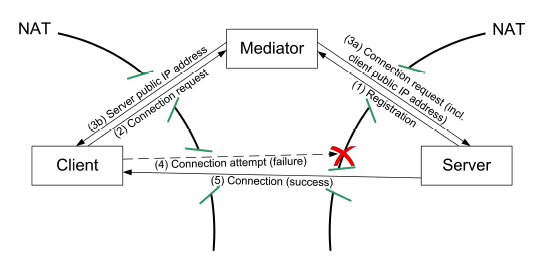 NAT
NAT
Mediator
(3b) Server public IP address
(2) Connection request
(3a) Connection request (incl.
client public IP address)
(1) Registration
Client
Server
(4) Connection attempt (failure)
(5) Connection (success)